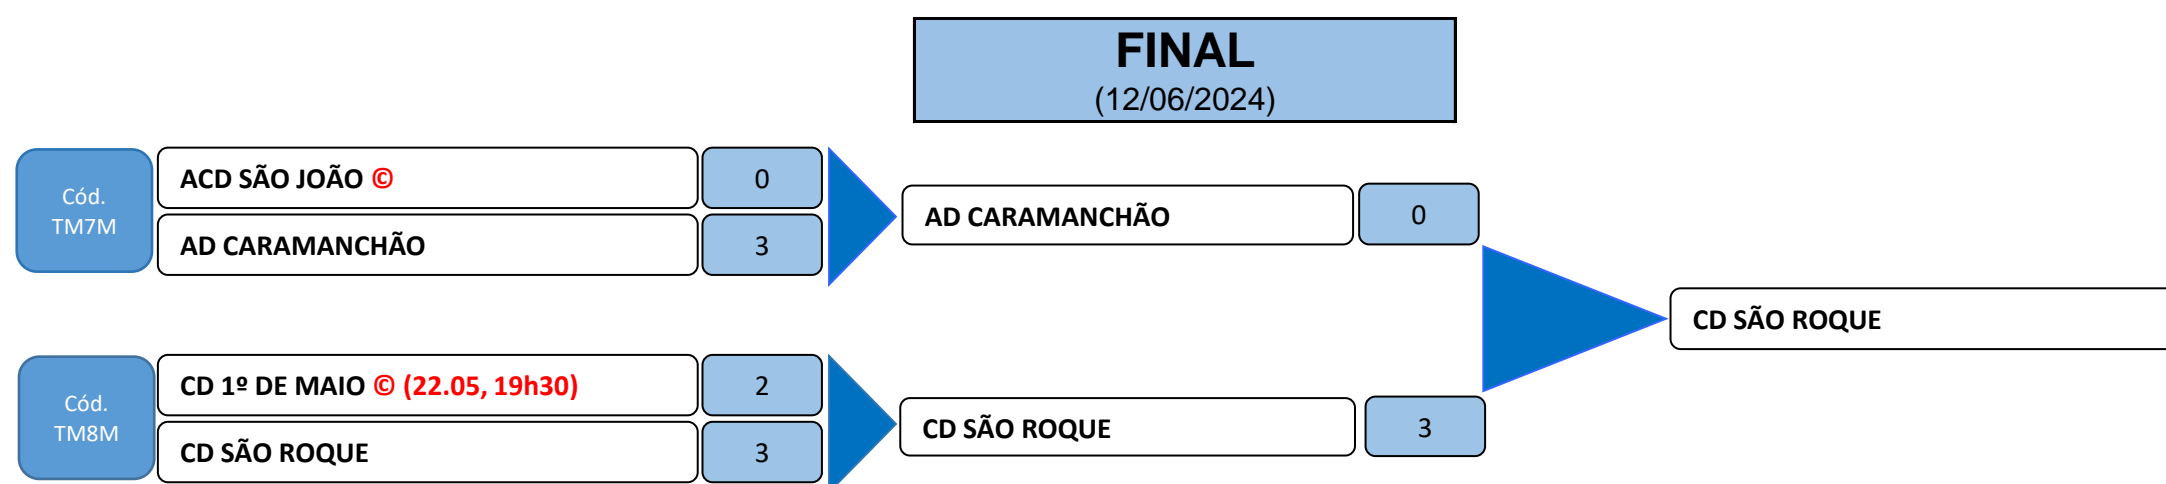 FINAL
(12/06/2024)
Cód.
TM7M
ACD SÃO JOÃO © 0
AD CARAMANCHÃO 3
AD CARAMANCHÃO 0
CD SÃO ROQUE
Cód.
TM8M
CD 1º DE MAIO © (22.05, 19h30) 2
CD SÃO ROQUE 3
CD SÃO ROQUE 3